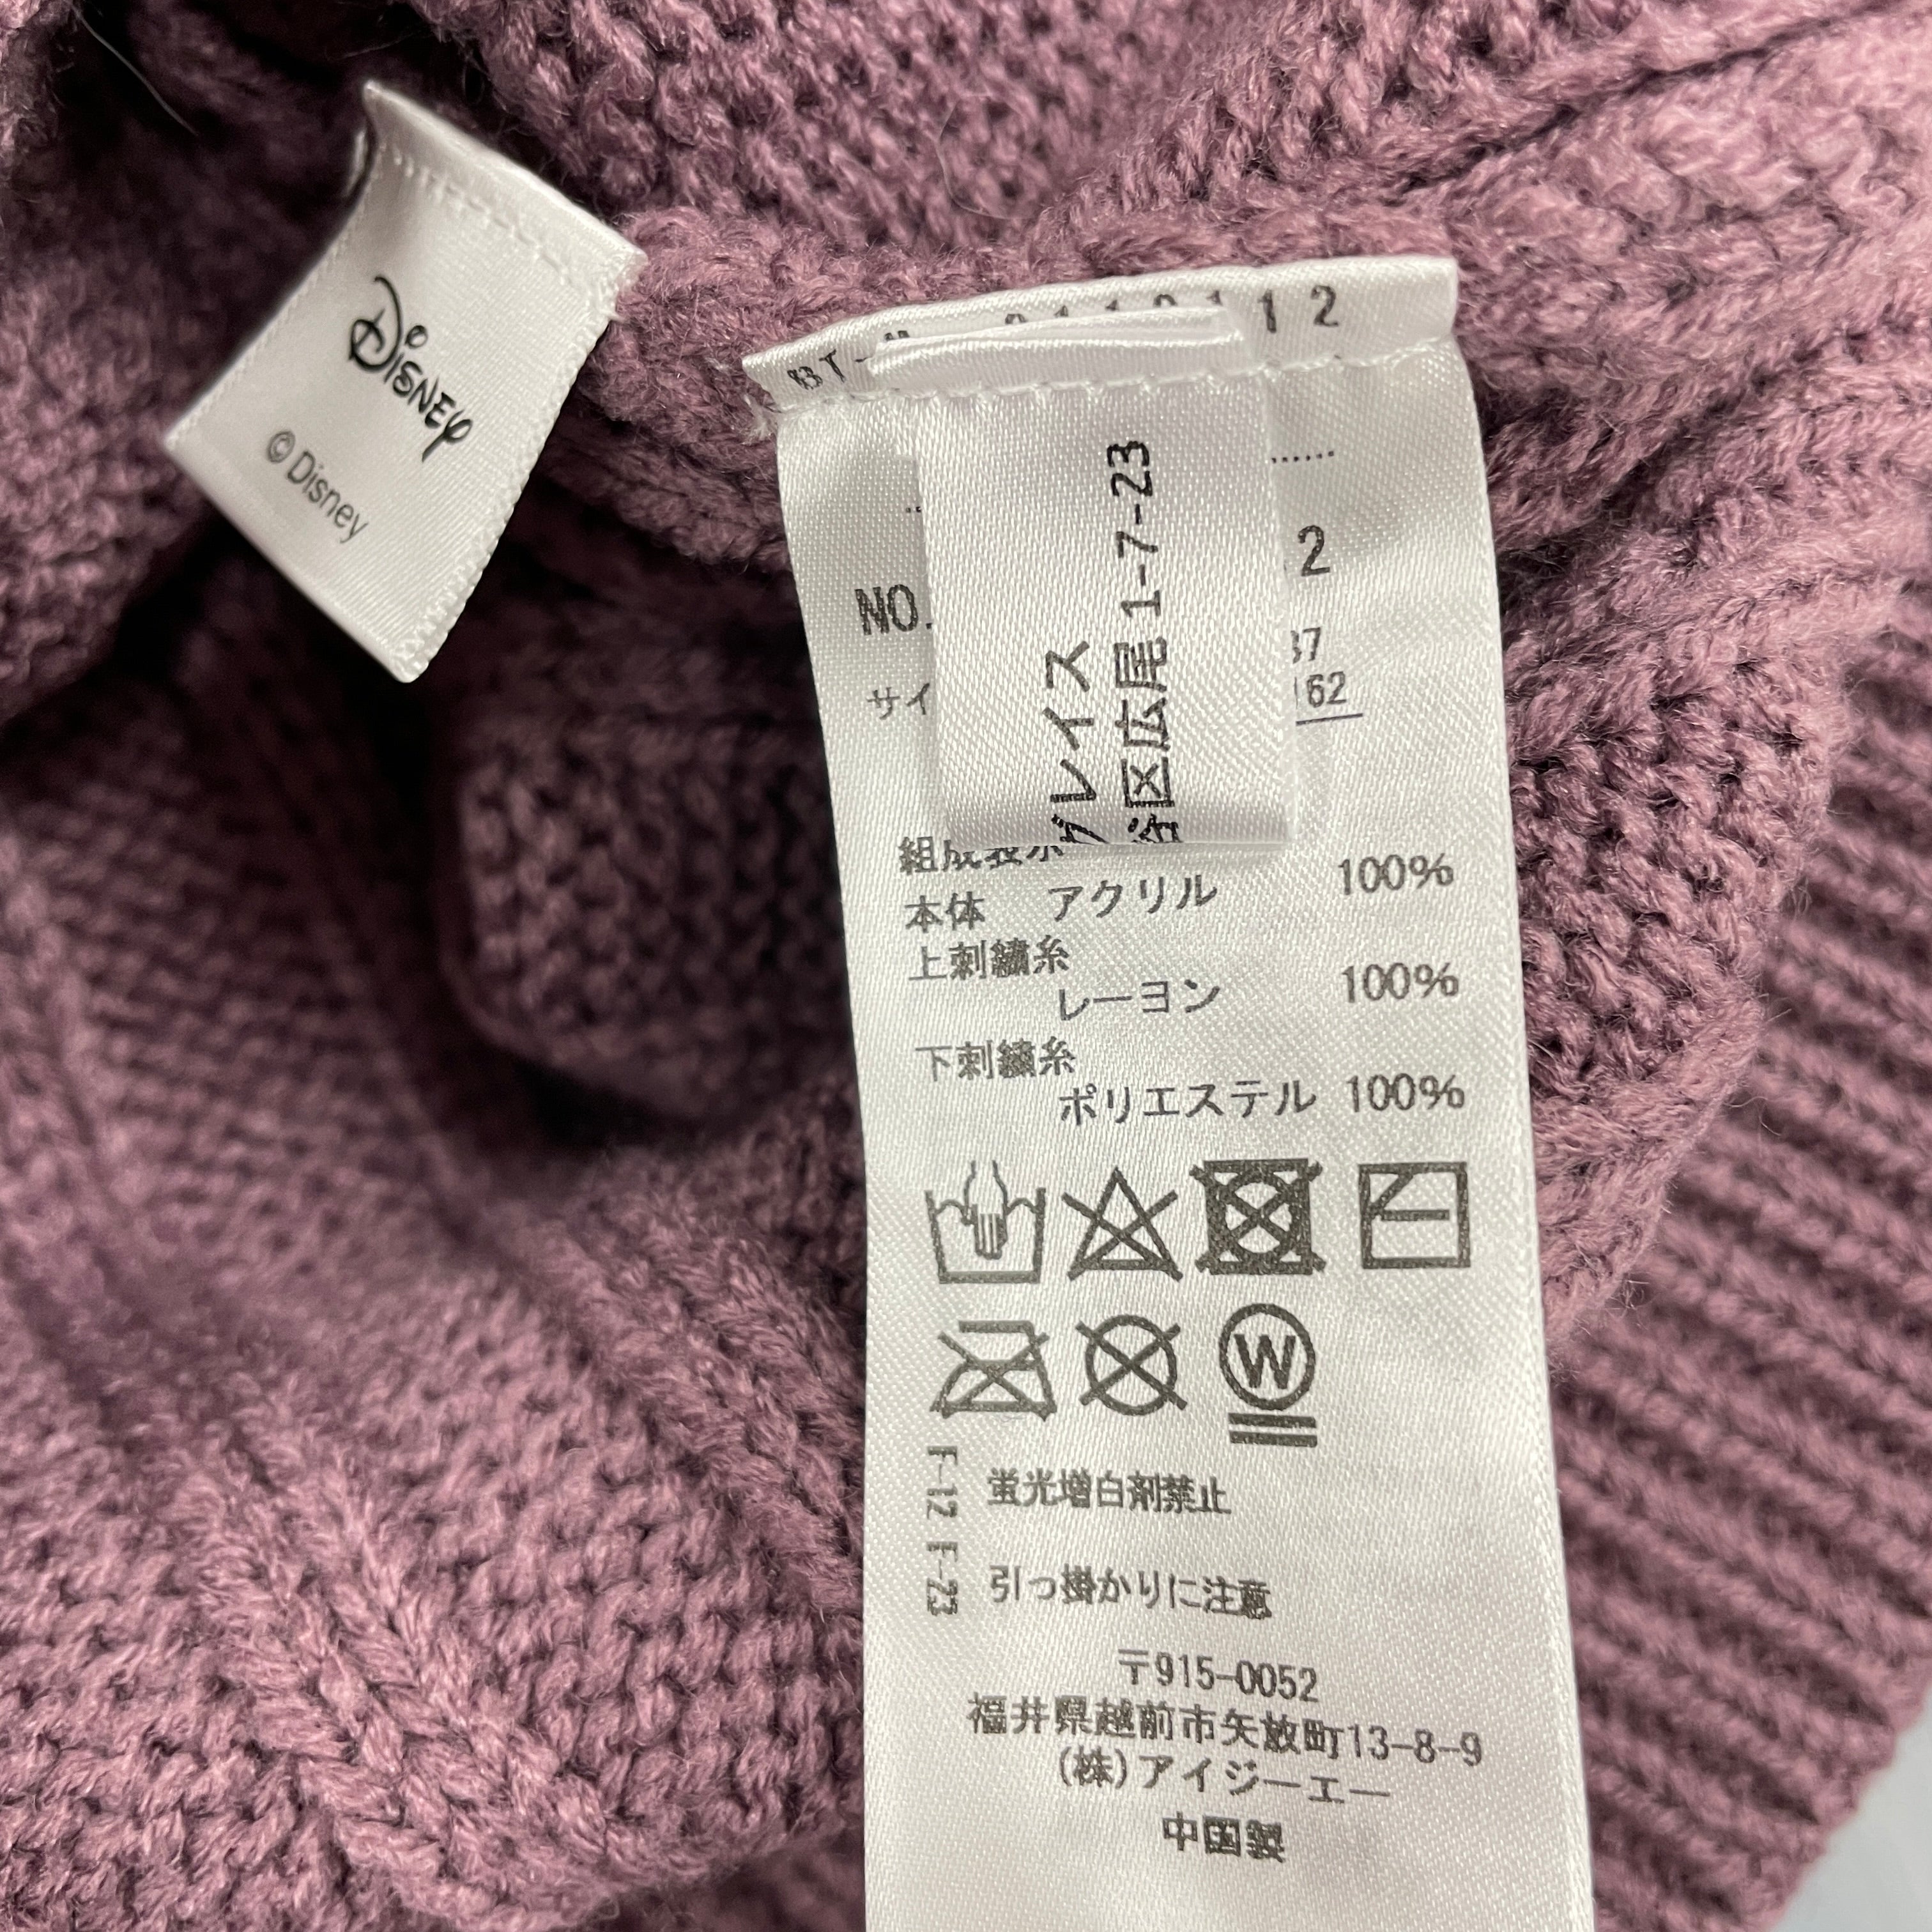 Disney
© Disney
BT-
12
2
NO.
サイ
37
162
レイス
区広尾1-7-23
組成表示
本体 アクリル 100%
上刺繍糸
レーヨン 100%
下刺繍糸
ポリエステル 100%
W
F-12 F-23
蛍光増白剤禁止
引っ掛かりに注意
〒915-0052
福井県越前市矢放町13-8-9
(株)アイジーエー
中国製